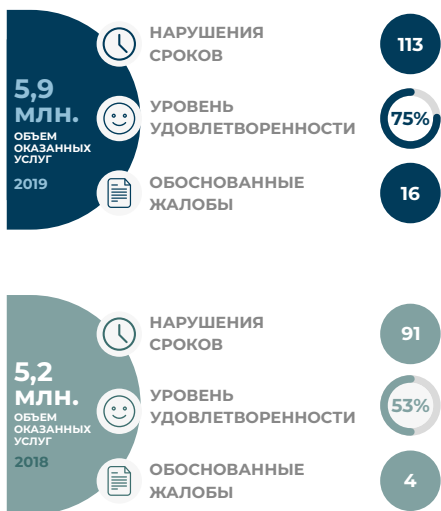 5,9
МЛН.
ОБЪЕМ
ОКАЗАННЫХ
УСЛУГ
2019
НАРУШЕНИЯ
СРОКОВ
113
УРОВЕНЬ
УДОВЛЕТВОРЕННОСТИ
75%
ОБОСНОВАННЫЕ
ЖАЛОБЫ
16
5,2
МЛН.
ОБЪЕМ
ОКАЗАННЫХ
УСЛУГ
2018
НАРУШЕНИЯ
СРОКОВ
91
УРОВЕНЬ
УДОВЛЕТВОРЕННОСТИ
53%
ОБОСНОВАННЫЕ
ЖАЛОБЫ
4